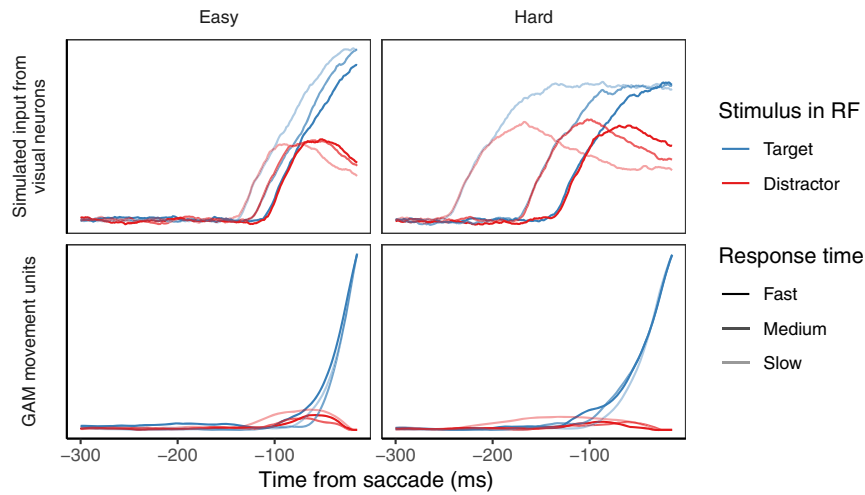 Easy
Hard
Simulated input from
visual neurons
GAM movement units
−300
−200
−100
−300
−200
−100
Time from saccade (ms)
Stimulus in RF
Target
Distractor
Response time
Fast
Medium
Slow